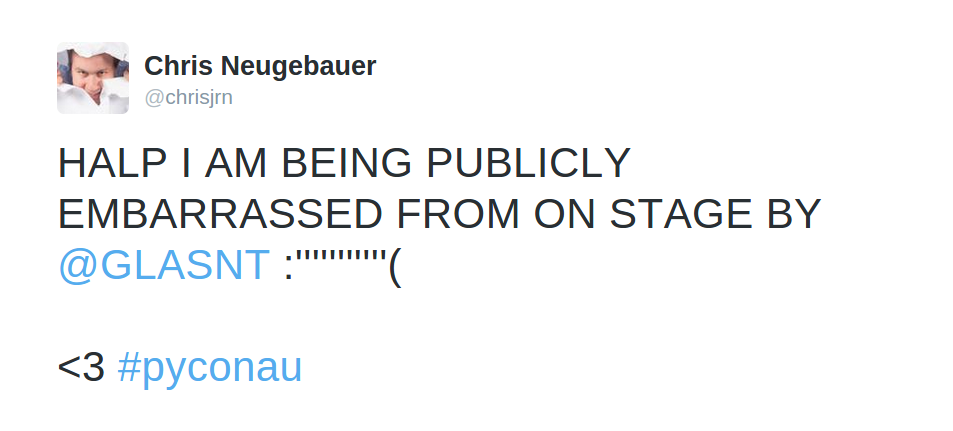 Chris Neugebauer
@chrisjrn
HALP I AM BEING PUBLICLY
EMBARRASSED FROM ON STAGE BY
@GLASNT :'''''''''''''''''''(
<3 #pyconau